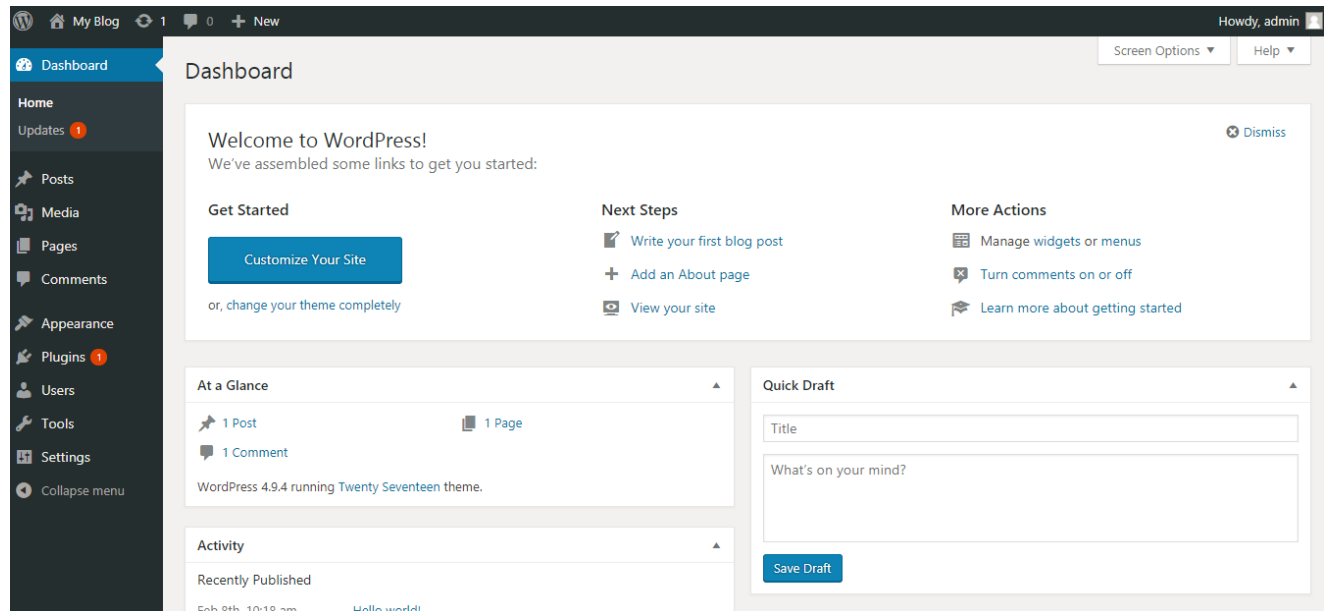 My Blog 1 0 New Howdy, admin
Screen Options Help
Dashboard
Home
Updates 1
Posts
Media
Pages
Comments
Appearance
Plugins 1
Users
Tools
Settings
Collapse menu
Dashboard
Welcome to WordPress!
We've assembled some links to get you started:
Dismiss
Get Started
Customize Your Site
or, change your theme completely
Next Steps
Write your first blog post
Add an About page
View your site
More Actions
Manage widgets or menus
Turn comments on or off
Learn more about getting started
At a Glance
1 Post 1 Page
1 Comment
WordPress 4.9.4 running Twenty Seventeen theme.
Activity
Recently Published
Feb 8th, 10:18 am Hello world!
Quick Draft
Title
What's on your mind?
Save Draft